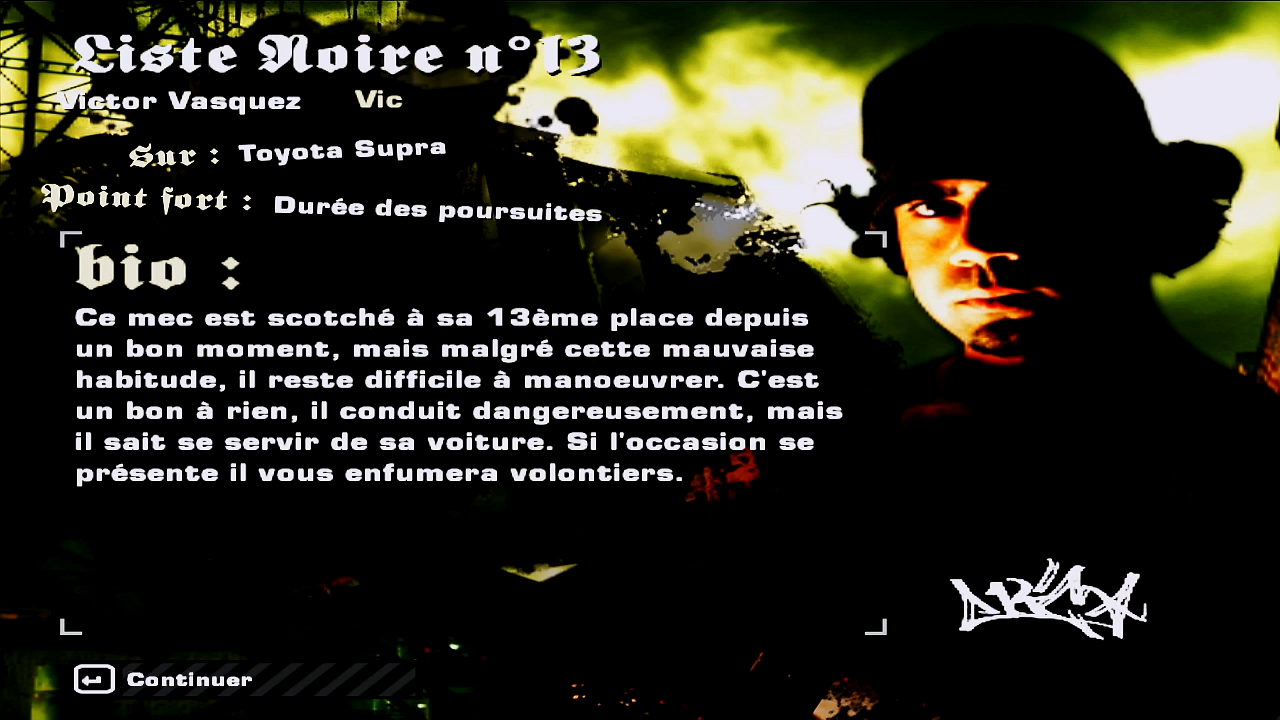 Liste Noire n°13
Victor Vasquez Vic
Sur : Toyota Supra
Point fort : Durée des poursuites
bio :
Ce mec est scotché à sa 13ème place depuis
un bon moment, mais malgré cette mauvaise
habitude, il reste difficile à manoeuvrer. C'est
un bon à rien, il conduit dangereusement, mais
il sait se servir de sa voiture. Si l'occasion se
présente il vous enfumera volontiers.
Continuer